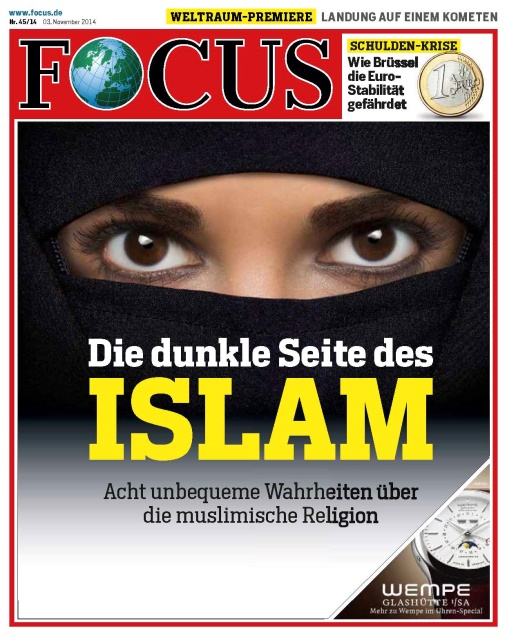 www.focus.de
Nr. 45/14 03. November 2014
WELTRAUM-PREMIERE LANDUNG AUF EINEM KOMETEN
FOCUS
SCHULDEN-KRISE
Wie Brüssel
die Euro-
Stabilität
gefährdet
1 EURO
Die dunkle Seite des
ISLAM
Acht unbequeme Wahrheiten über
die muslimische Religion
WEMPE
GLASHÜTTE I/SA
Mehr zu Wempe im Uhren-Special